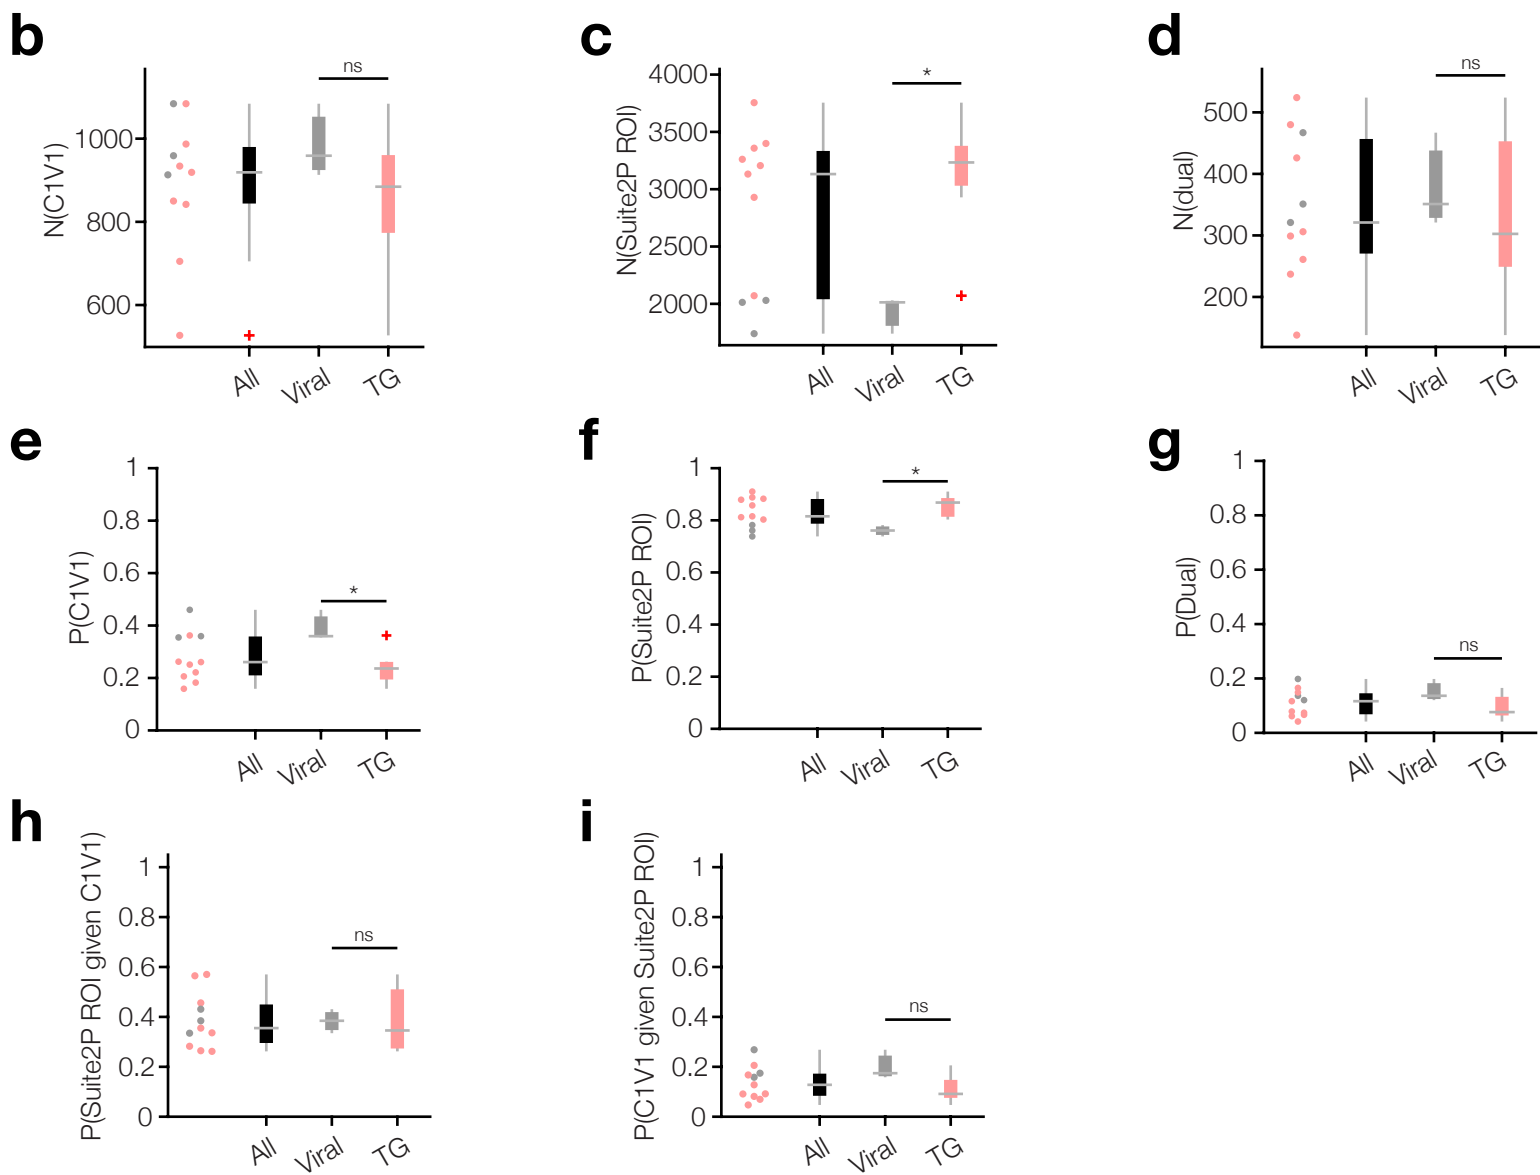 b
N(C1V1)
1000
800
600
ns
All
Viral
TG
c
N(Suite2P ROI)
4000
3500
3000
2500
2000
*
All
Viral
TG
d
N(dual)
500
400
300
200
ns
All
Viral
TG
e
P(C1V1)
1
0.8
0.6
0.4
0.2
0
*
All
Viral
TG
f
P(Suite2P ROI)
1
0.8
0.6
0.4
0.2
0
*
All
Viral
TG
g
P(Dual)
1
0.8
0.6
0.4
0.2
0
ns
All
Viral
TG
h
P(Suite2P ROI given C1V1)
1
0.8
0.6
0.4
0.2
0
ns
All
Viral
TG
i
P(C1V1 given Suite2P ROI)
1
0.8
0.6
0.4
0.2
0
ns
All
Viral
TG